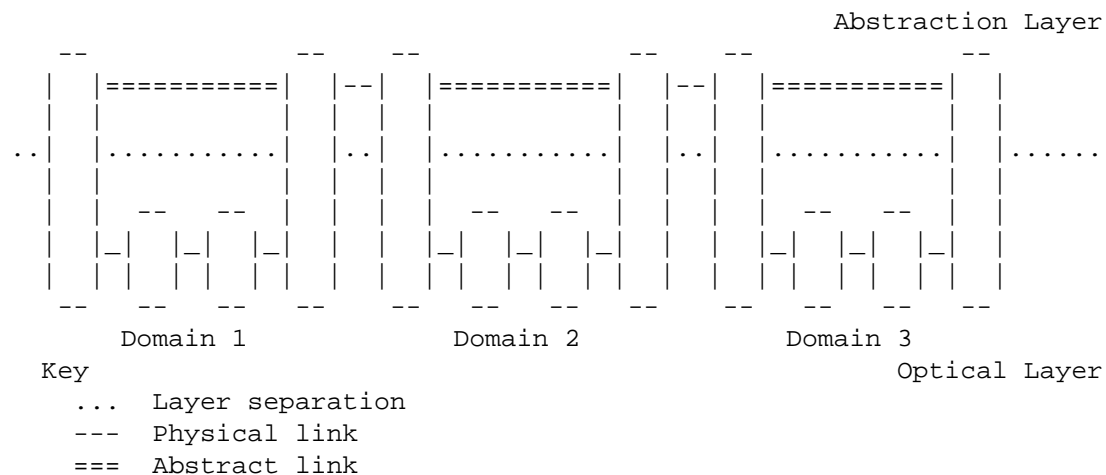 Abstraction Layer
Domain 1 Domain 2 Domain 3
Key Optical Layer
... Layer separation
--- Physical link
=== Abstract link